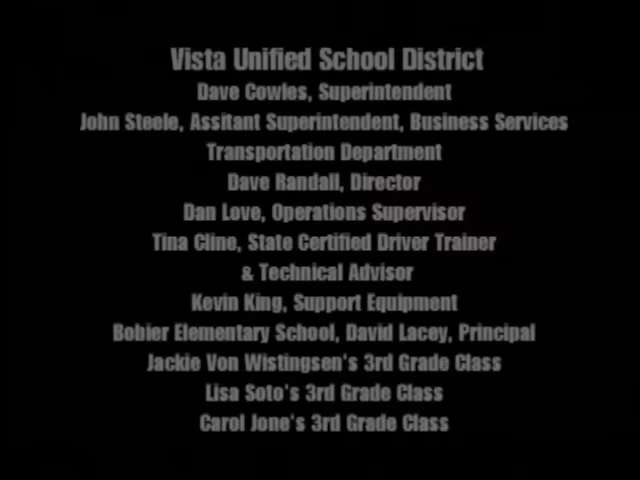 Vista Unified School District
Dave Cowles, Superintendent
John Steele, Assitant Superintendent, Business Services
Transportation Department
Dave Randall, Director
Dan Love, Operations Supervisor
Tina Cline, State Certified Driver Trainer
& Technical Advisor
Kevin King, Support Equipment
Bobier Elementary School, David Lacey, Principal
Jackie Von Wistingsen's 3rd Grade Class
Lisa Soto's 3rd Grade Class
Carol Jone's 3rd Grade Class